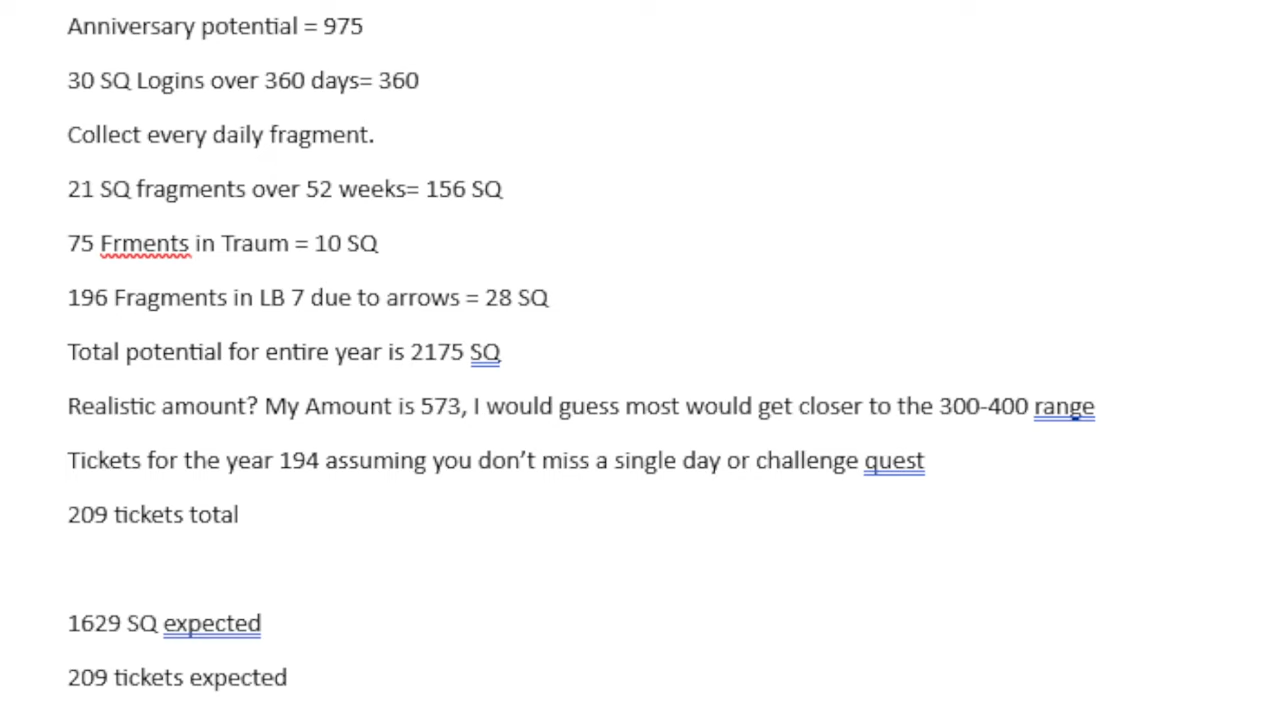 Anniversary potential = 975
30 SQ Logins over 360 days= 360
Collect every daily fragment.
21 SQ fragments over 52 weeks= 156 SQ
75 Frments in Traum = 10 SQ
196 Fragments in LB 7 due to arrows = 28 SQ
Total potential for entire year is 2175 SQ
Realistic amount? My Amount is 573, I would guess most would get closer to the 300-400 range
Tickets for the year 194 assuming you don’t miss a single day or challenge quest
209 tickets total
1629 SQ expected
209 tickets expected